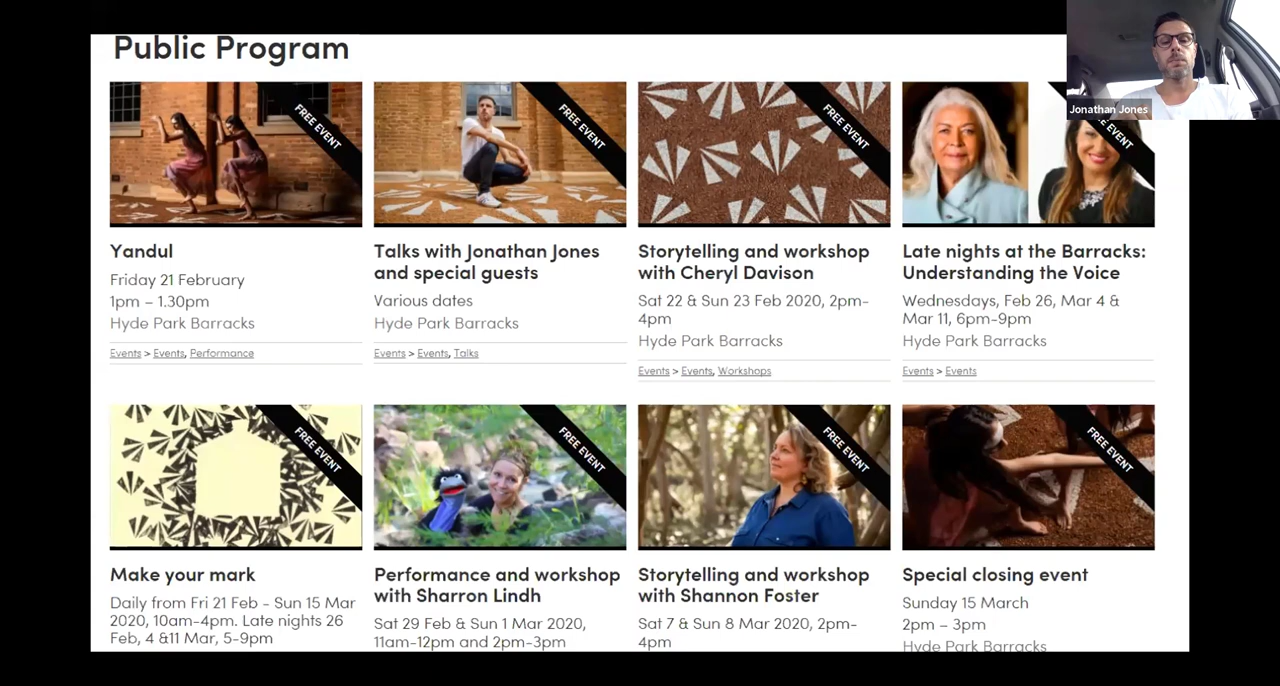 Public Program
Jonathan Jones
FREE EVENT
FREE EVENT
FREE EVENT
FREE EVENT
Yandul
Friday 21 February
1pm – 1.30pm
Hyde Park Barracks
Events > Events, Performance
Talks with Jonathan Jones
and special guests
Various dates
Hyde Park Barracks
Events > Events, Talks
Storytelling and workshop
with Cheryl Davison
Sat 22 & Sun 23 Feb 2020, 2pm-
4pm
Hyde Park Barracks
Events > Events, Workshops
Late nights at the Barracks:
Understanding the Voice
Wednesdays, Feb 26, Mar 4 &
Mar 11, 6pm-9pm
Hyde Park Barracks
Events > Events
FREE EVENT
FREE EVENT
FREE EVENT
FREE EVENT
Make your mark
Daily from Fri 21 Feb - Sun 15 Mar
2020, 10am-4pm. Late nights 26
Feb, 4 &11 Mar, 5-9pm
Performance and workshop
with Sharron Lindh
Sat 29 Feb & Sun 1 Mar 2020,
11am-12pm and 2pm-3pm
Storytelling and workshop
with Shannon Foster
Sat 7 & Sun 8 Mar 2020, 2pm-
4pm
Special closing event
Sunday 15 March
2pm – 3pm
Hyde Park Barracks